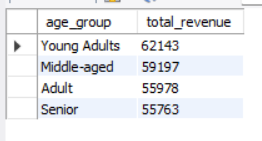 age_group total_revenue
Young Adults 62143
Middle-aged 59197
Adult 55978
Senior 55763